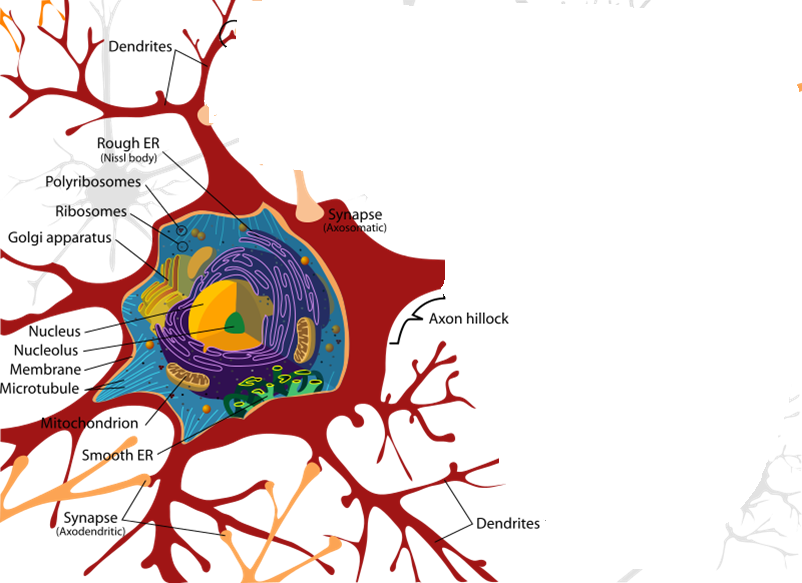 Dendrites
Rough ER
(Nissl body)
Polyribosomes
Ribosomes
Golgi apparatus
Synapse
(Axosomatic)
Axon hillock
Nucleus
Nucleolus
Membrane
Microtubule
Mitochondrion
Smooth ER
Synapse
(Axodendritic)
Dendrites